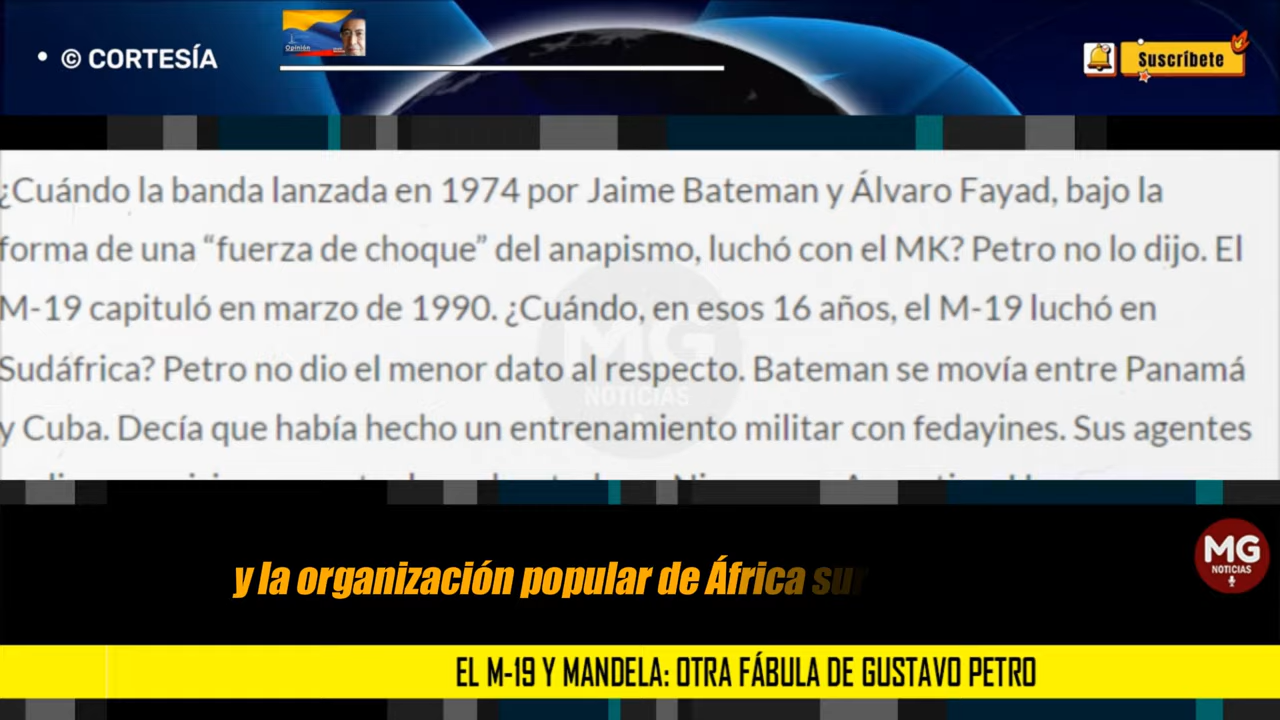 • © CORTESÍA
Opinión
Suscríbete
¿Cuándo la banda lanzada en 1974 por Jaime Bateman y Álvaro Fayad, bajo la
forma de una “fuerza de choque” del anapismo, luchó con el MK? Petro no lo dijo. El
M-19 capituló en marzo de 1990. ¿Cuándo, en esos 16 años, el M-19 luchó en
Sudáfrica? Petro no dio el menor dato al respecto. Bateman se movía entre Panamá
y Cuba. Decía que había hecho un entrenamiento militar con fedayines. Sus agentes
MG
NOTICIAS
y la organización popular de África sur
MG
NOTICIAS
EL M-19 Y MANDELA: OTRA FÁBULA DE GUSTAVO PETRO